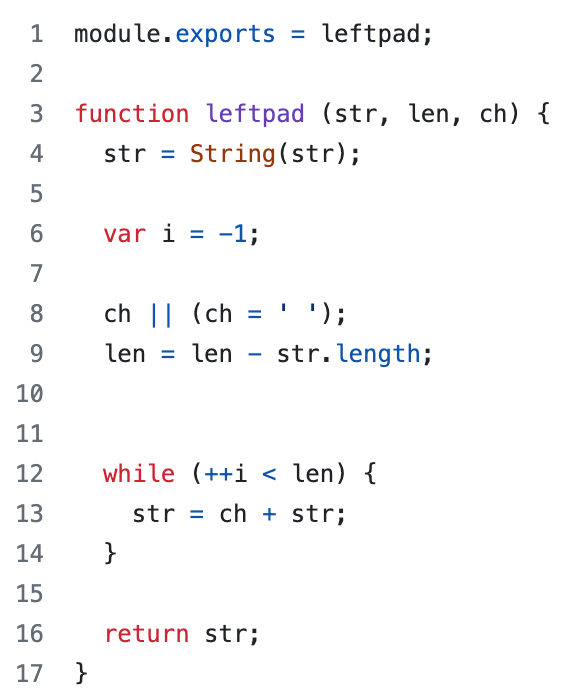 1 module.exports = leftpad;
2
3 function leftpad (str, len, ch) {
4   str = String(str);
5
6   var i = -1;
7
8   ch || (ch = ' ');
9   len = len - str.length;
10
11
12   while (++i < len) {
13     str = ch + str;
14   }
15
16   return str;
17 }